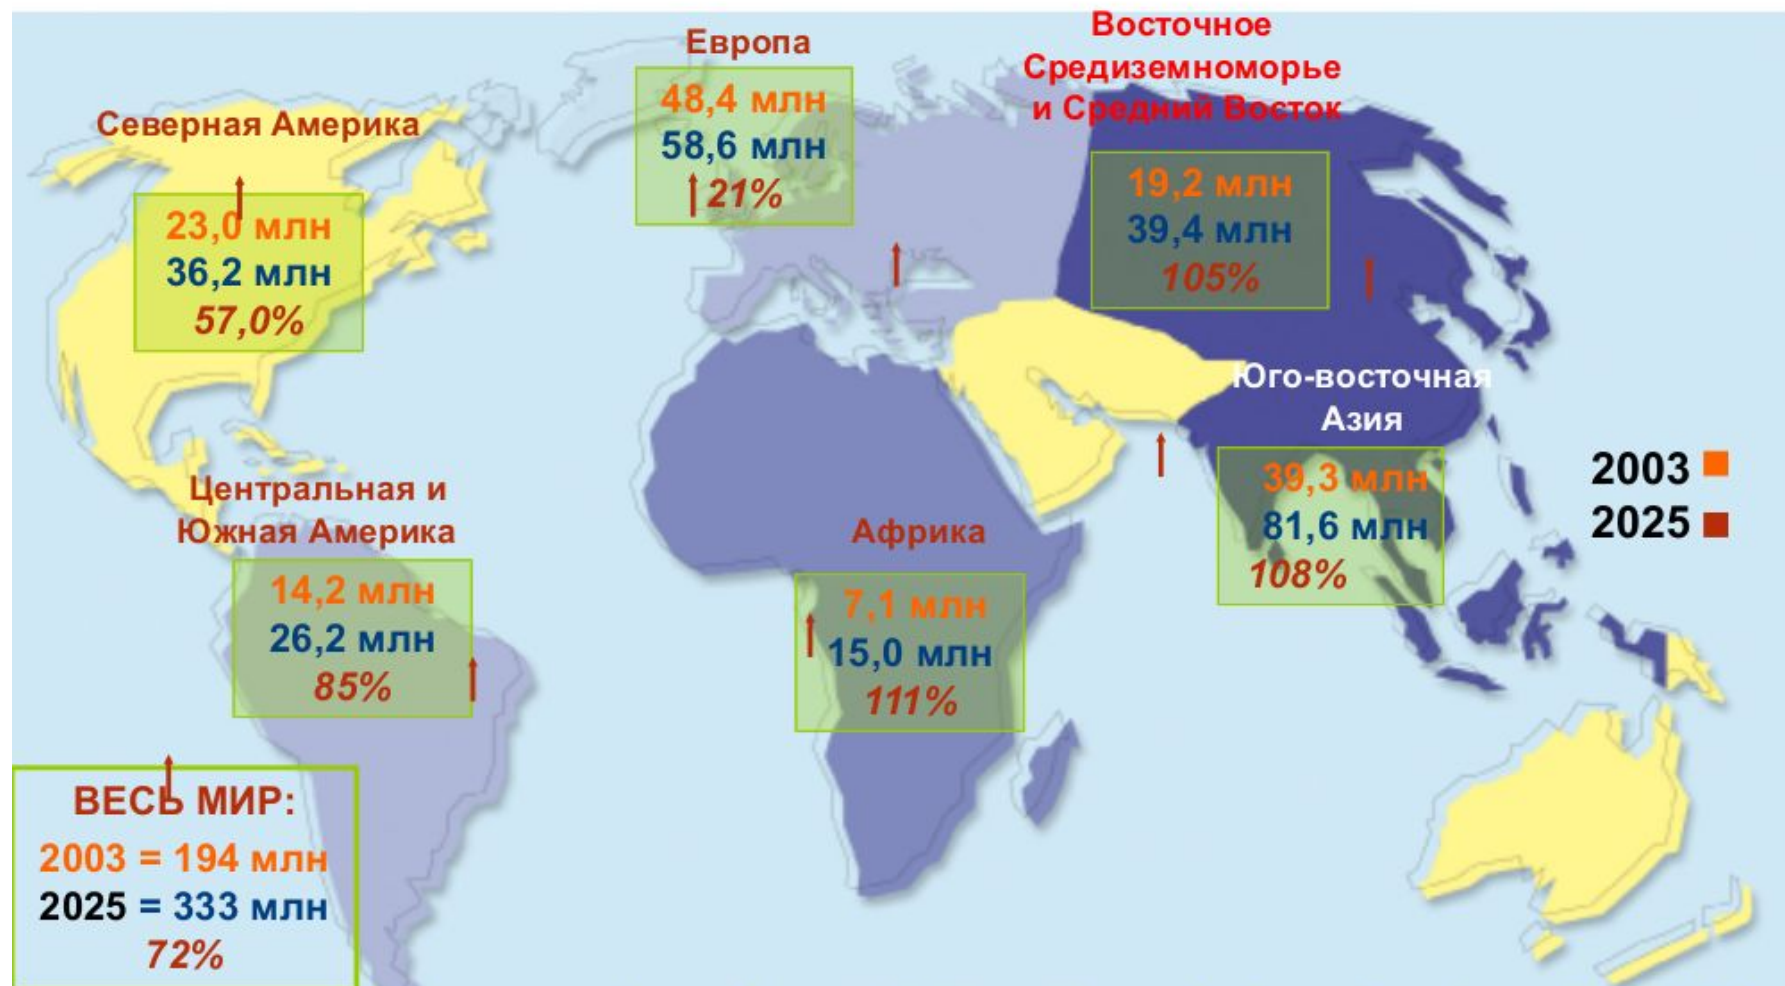 Восточное
Средиземноморье
и Средний Восток
19,2 млн
39,4 млн
105%
Европа
48,4 млн
58,6 млн
21%
Северная Америка
23,0 млн
36,2 млн
57,0%
Юго-восточная
Азия
39,3 млн
81,6 млн
108%
2003
2025
Центральная и
Южная Америка
14,2 млн
26,2 млн
85%
Африка
7,1 млн
15,0 млн
111%
ВЕСЬ МИР:
2003 = 194 млн
2025 = 333 млн
72%